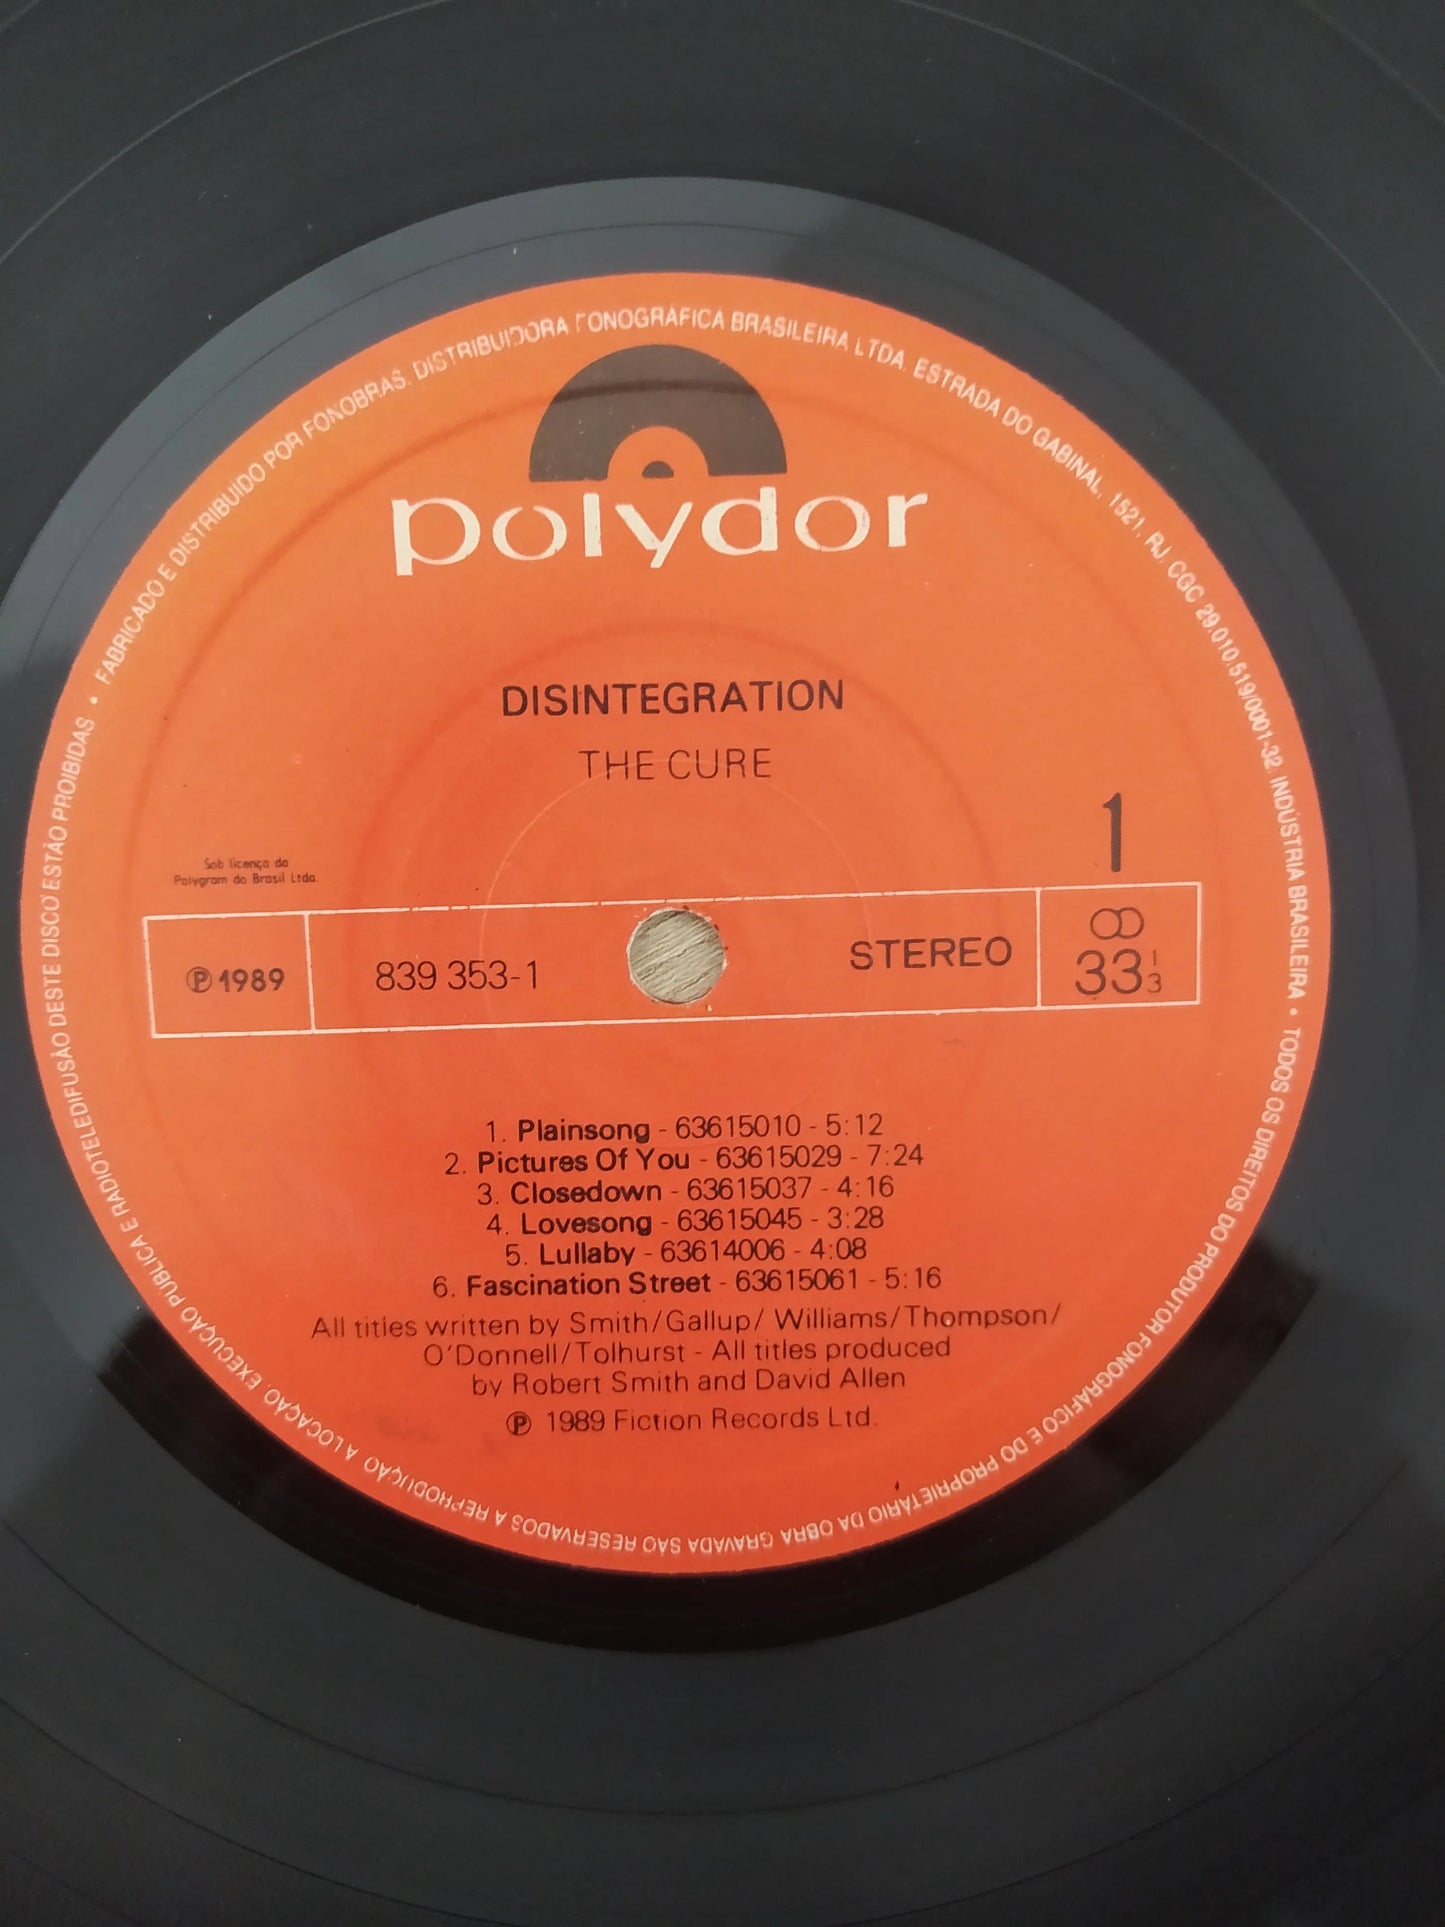 • FABRICADO E DISTRIBUIDO POR FONOBRAS. DISTRIBUIDORA FONOGRÁFICA BRASILEIRA LTDA. ESTRADA DO GABINAL, 1521, RJ. CGC 29.010.519/0001-32. INDÚSTRIA BRASILEIRA • TODOS OS DIREITOS DO PRODUTOR FONOGRÁFICO E DO PROPRIETÁRIO DA OBRA GRAVADA SÃO RESERVADOS A REPRODUÇÃO. A LOCAÇÃO. EXECUÇÃO PÚBLICA E RADIOTELEDIFUSÃO DESTE DISCO ESTÃO PROIBIDAS
polydor
DISINTEGRATION
THE CURE
1
Sob licença da
Polygram do Brasil Ltda.
℗ 1989
839 353-1
STEREO
33 1/3
1. Plainsong - 63615010 - 5:12
2. Pictures Of You - 63615029 - 7:24
3. Closedown - 63615037 - 4:16
4. Lovesong - 63615045 - 3:28
5. Lullaby - 63614006 - 4:08
6. Fascination Street - 63615061 - 5:16
All titles written by Smith/Gallup/ Williams/Thompson/
O'Donnell/Tolhurst - All titles produced
by Robert Smith and David Allen
℗ 1989 Fiction Records Ltd.